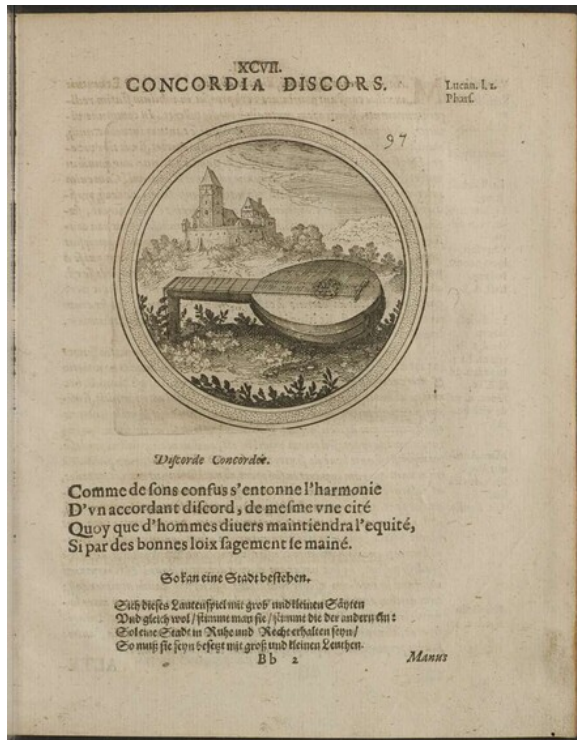 XCVII.
CONCORDIA DISCORS.
Lucan. l. 1.
Pharſ.
97
Diſcorde Concordée.
Comme de ſons confus s'entonne l'harmonie
D'vn accordant diſcord, de meſme vne cité
Quoy que d'hommes diuers maintiendra l'equité,
Si par des bonnes loix ſagement ſe mainé.
So kan eine Stadt beſtehen.
Sich dieſes Lautenſpiel mit groß und kleinen Säyten
Vnd gleich wol / ſtimme man ſie / ſtimme die der andern ein:
Sol eine Stadt in Ruhe und Recht erhalten ſeyn /
So muß ſie ſeyn beſetzt mit groß und kleinen Leuthen.
Bb 2
Manus